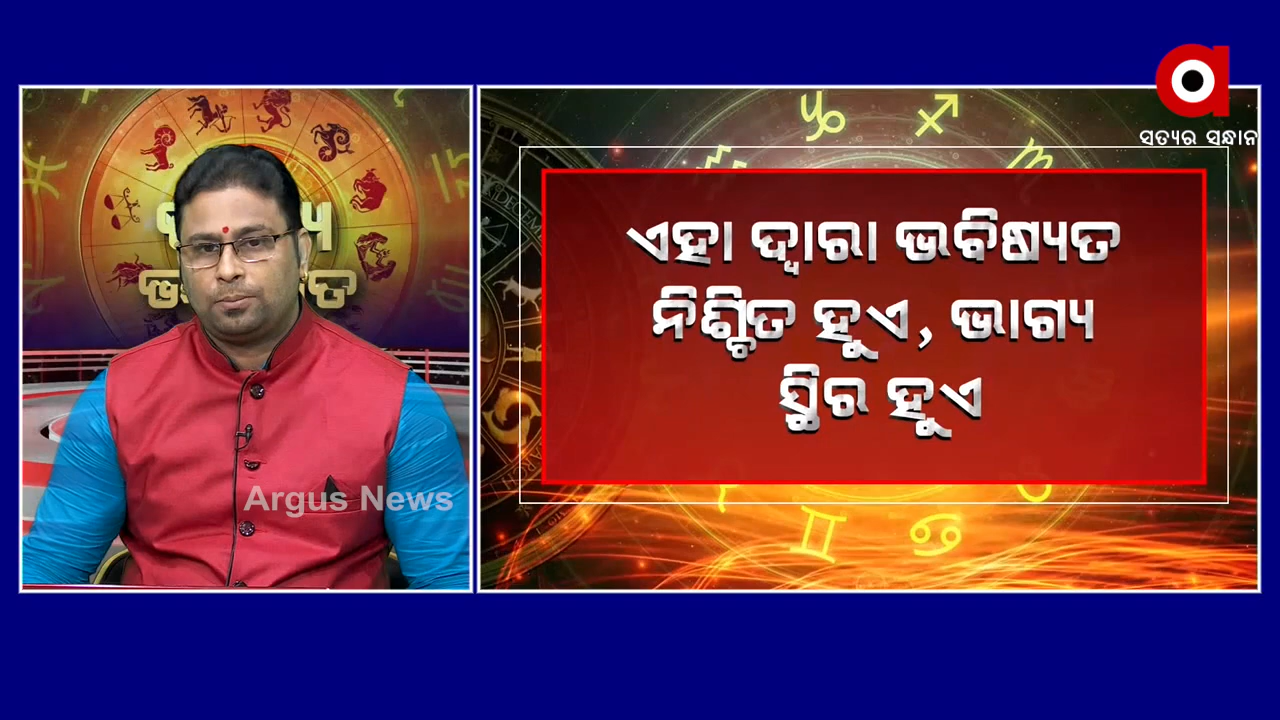 ସତ୍ୟର ସନ୍ଧାନ
ଏହା ଦ୍ୱାରା ଭବିଷ୍ୟତ
ନିଶ୍ଚିତ ହୁଏ, ଭାଗ୍ୟ
ସ୍ଥିର ହୁଏ
Argus News